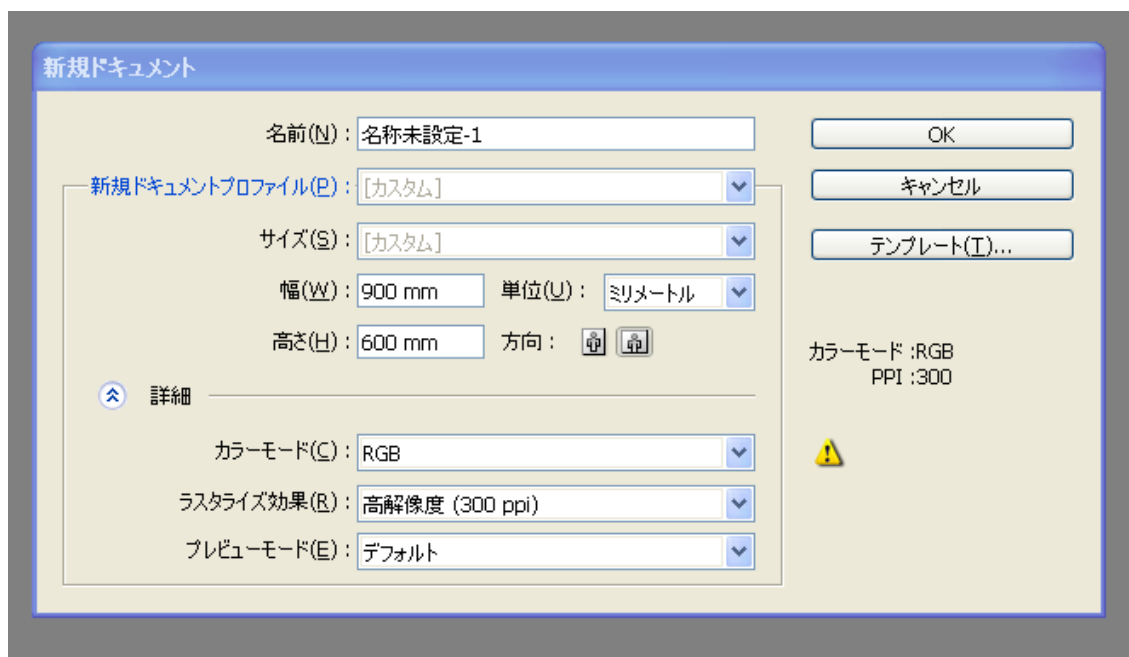 新規ドキュメント
名前(N)：名称未設定-1
OK
新規ドキュメントプロファイル(P)：[カスタム]
キャンセル
サイズ(S)：[カスタム]
テンプレート(T)...
幅(W)：900 mm 単位(U)：ミリメートル
高さ(H)：600 mm 方向：
カラーモード :RGB
PPI :300
詳細
カラーモード(C)：RGB
ラスタライズ効果(R)：高解像度 (300 ppi)
プレビューモード(E)：デフォルト